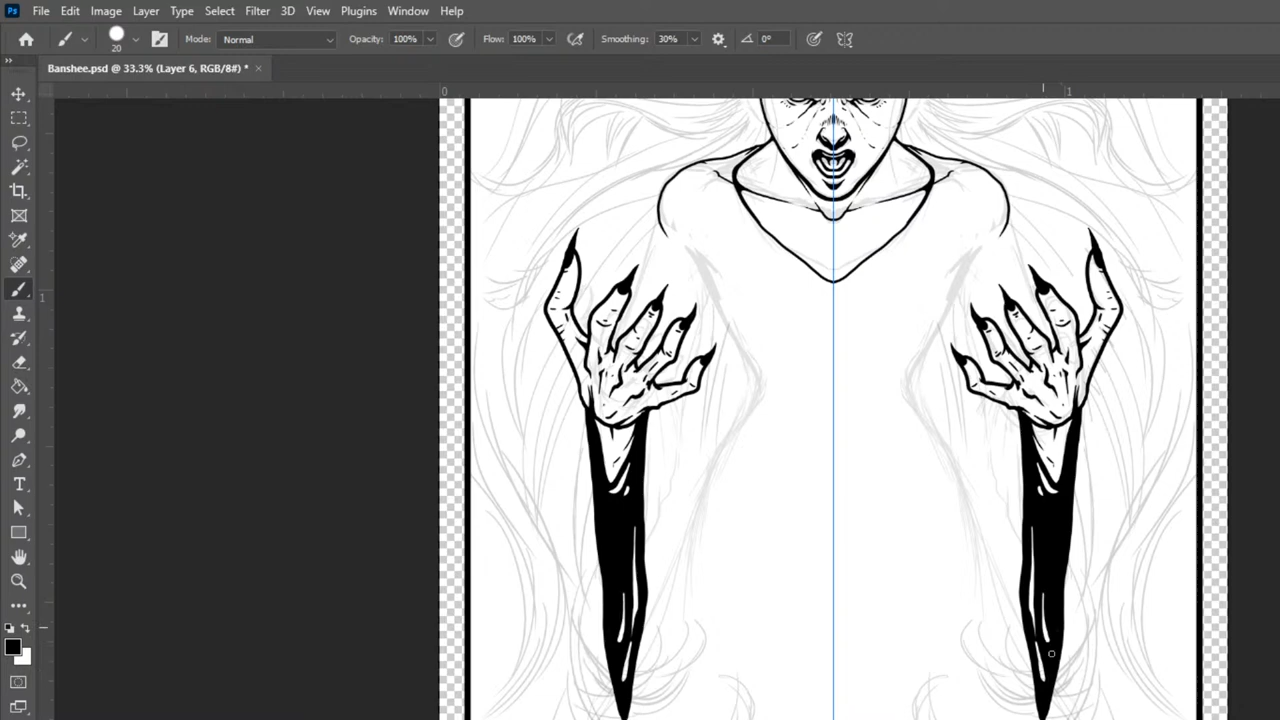 Ps File Edit Image Layer Type Select Filter 3D View Plugins Window Help
20 Mode: Normal Opacity: 100% Flow: 100% Smoothing: 30% 0°
Banshee.psd @ 33.3% (Layer 6, RGB/8#) * ×
0 1
1
T